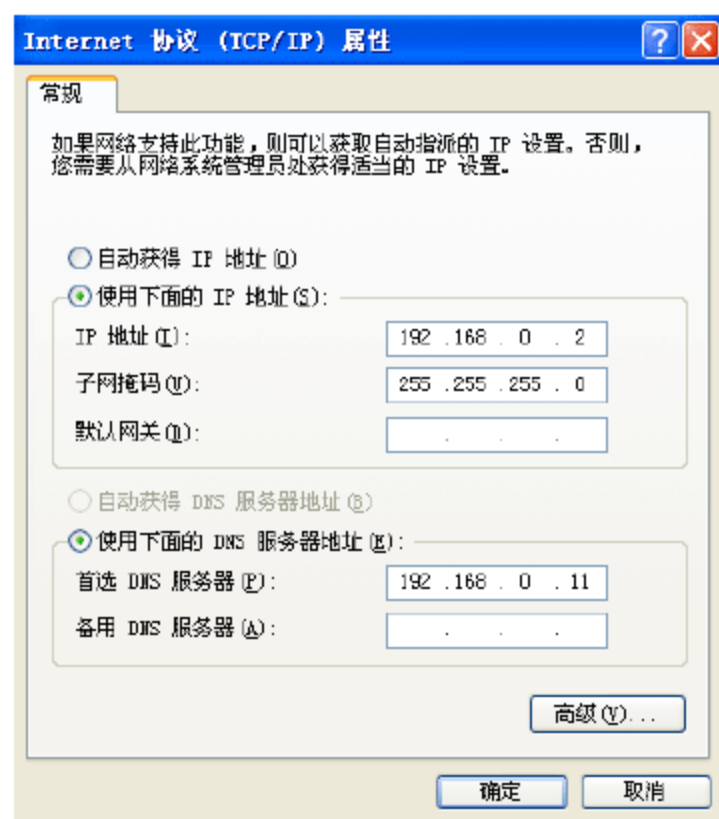 Internet 协议 (TCP/IP) 属性
常规
如果网络支持此功能，则可以获取自动指派的 IP 设置。否则，
您需要从网络系统管理员处获得适当的 IP 设置。
自动获得 IP 地址(O)
使用下面的 IP 地址(S):
IP 地址(I): 192 .168 . 0 . 2
子网掩码(U): 255 .255 .255 . 0
默认网关(D): . . .
自动获得 DNS 服务器地址(B)
使用下面的 DNS 服务器地址(E):
首选 DNS 服务器(P): 192 .168 . 0 . 11
备用 DNS 服务器(A): . . .
高级(V)...
确定 取消